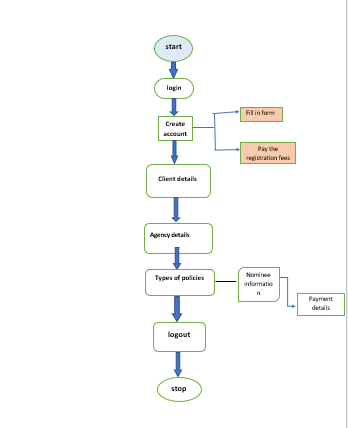 start
login
Create
account
Fill in form
Pay the
registration fees
Client details
Agency details
Types of policies
Nominee
informatio
n
Payment
details
logout
stop